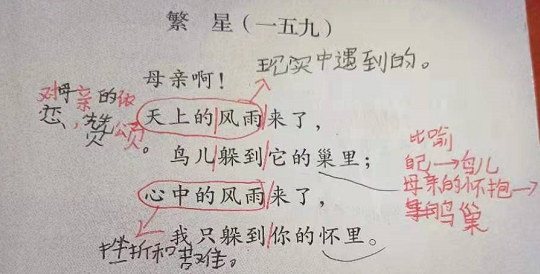 繁 星（一五九）
现实中遇到的。
母亲啊！
对母亲的依
恋，赞颂
。
天上的风雨来了，
鸟儿躲到它的巢里；
比喻
自己→鸟儿
母亲的怀抱→
鸟巢
心中的风雨来了，
我只躲到你的怀里。
挫折和苦难。